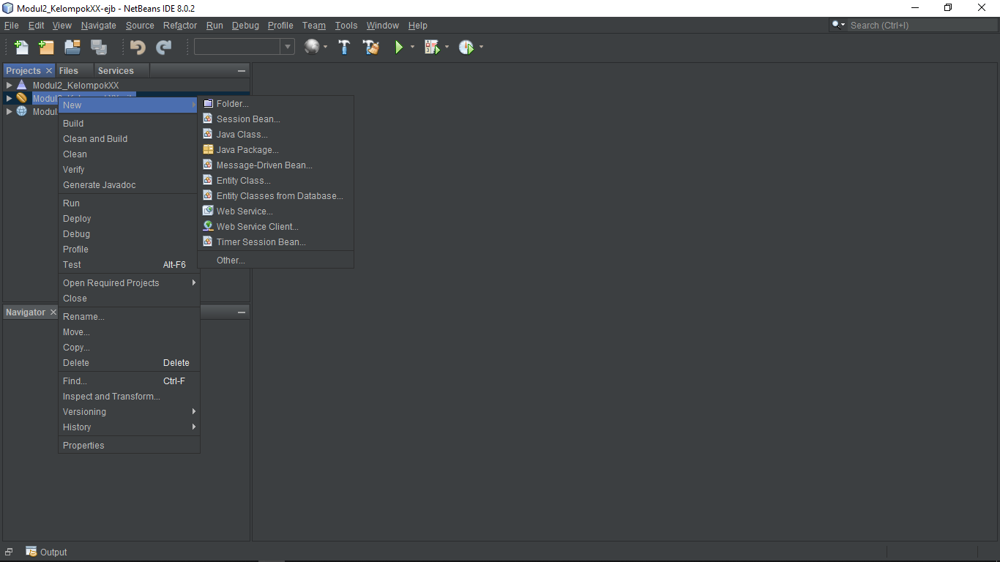 Modul2_KelompokXX-ejb - NetBeans IDE 8.0.2
File Edit View Navigate Source Refactor Run Debug Profile Team Tools Window Help
Search (Ctrl+I)
Projects Files Services
Modul2_KelompokXX
New
Build
Clean and Build
Clean
Verify
Generate Javadoc
Run
Deploy
Debug
Profile
Test Alt-F6
Open Required Projects
Close
Rename...
Move...
Copy...
Delete Delete
Find... Ctrl-F
Inspect and Transform...
Versioning
History
Properties
Folder...
Session Bean...
Java Class...
Java Package...
Message-Driven Bean...
Entity Class...
Entity Classes from Database...
Web Service...
Web Service Client...
Timer Session Bean...
Other...
Navigator
Output